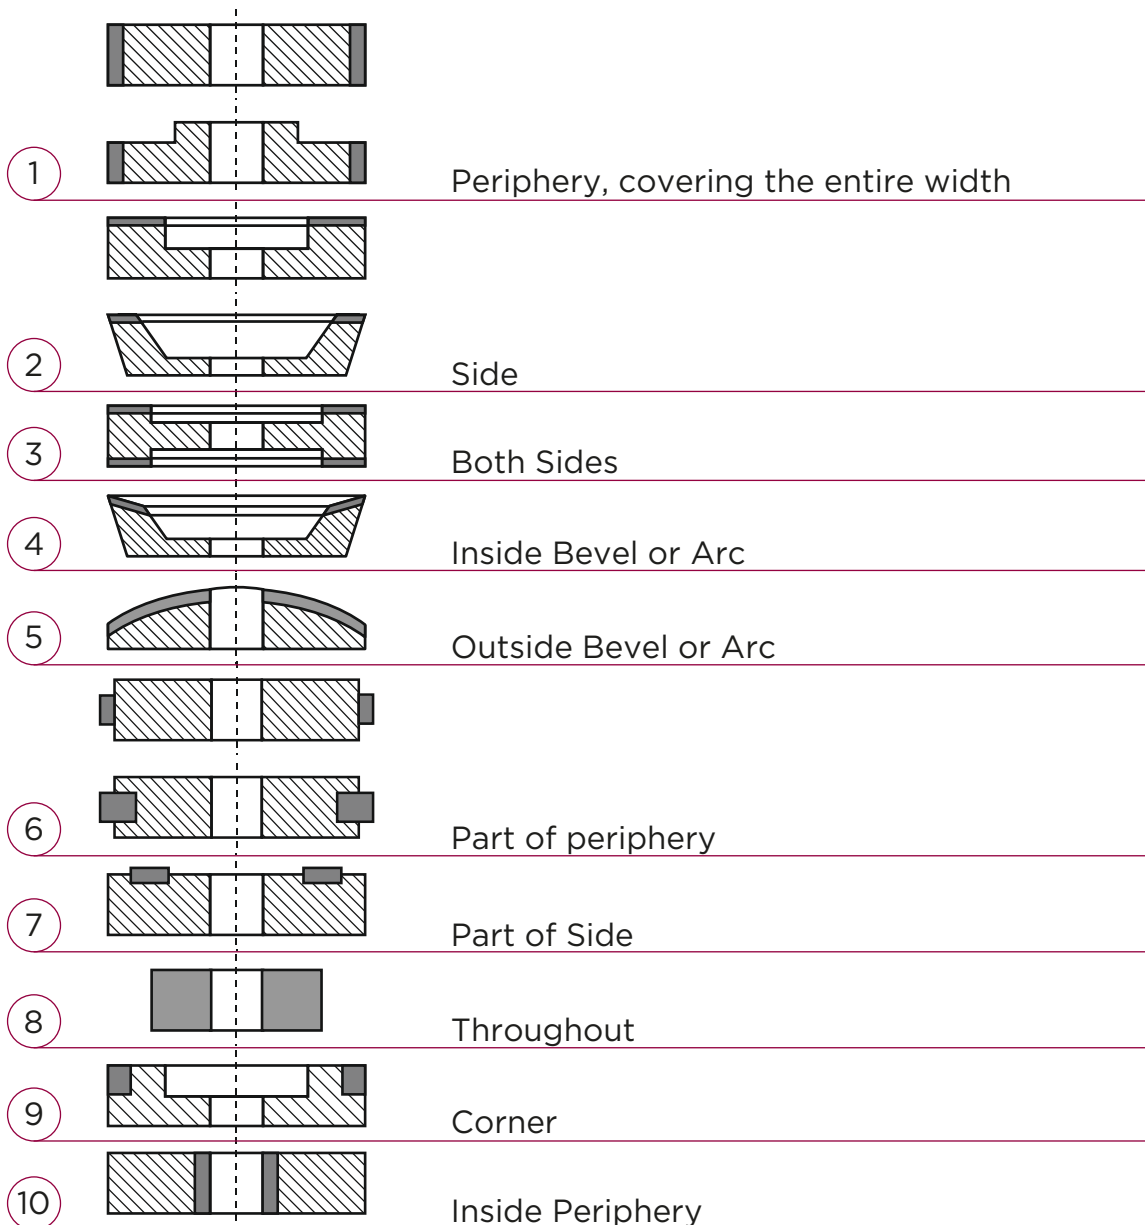 1 Periphery, covering the entire width
2 Side
3 Both Sides
4 Inside Bevel or Arc
5 Outside Bevel or Arc
6 Part of periphery
7 Part of Side
8 Throughout
9 Corner
10 Inside Periphery